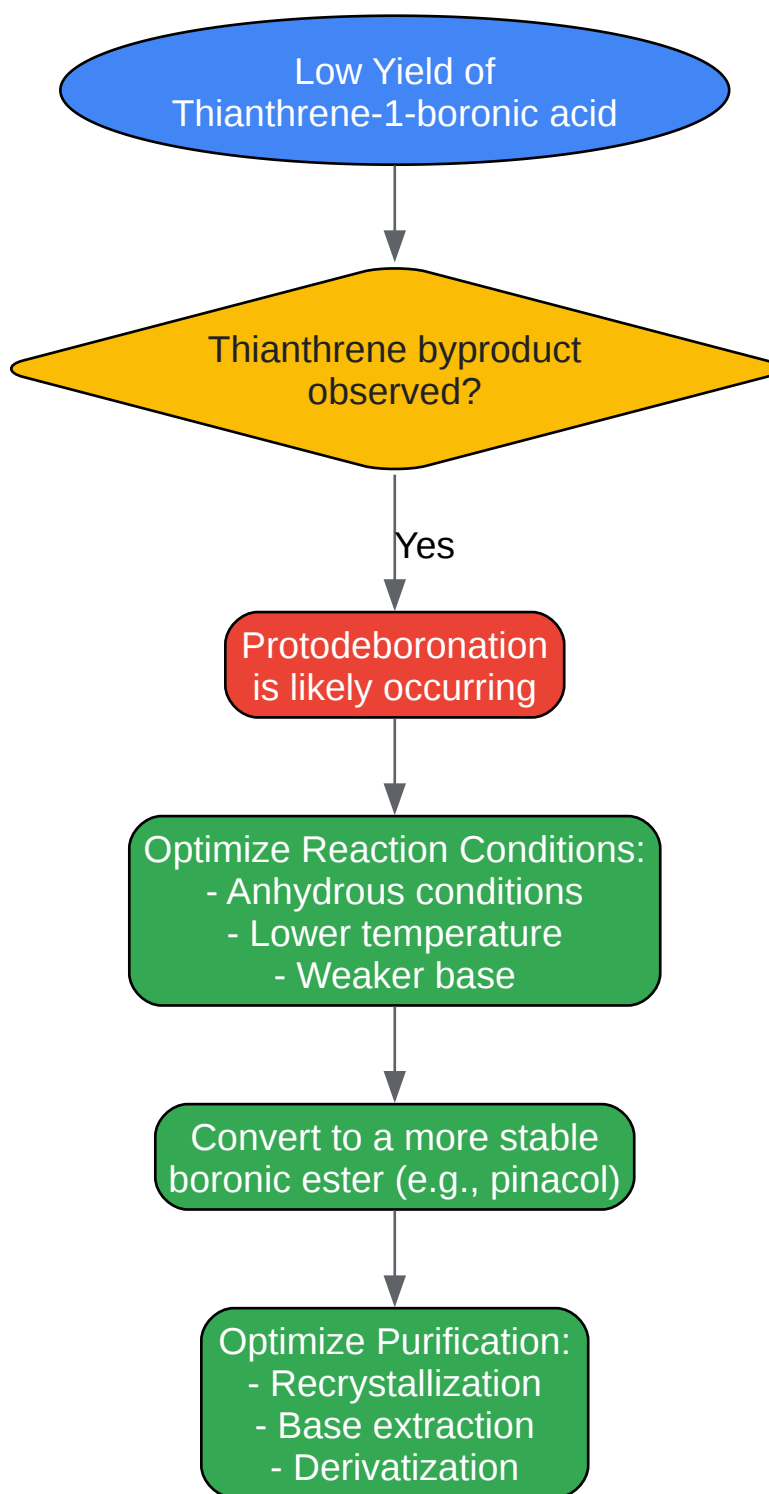 Low Yield of
Thianthrene-1-boronic acid
Thianthrene byproduct
observed?
Yes
Protodeboronation
is likely occurring
Optimize Reaction Conditions:
- Anhydrous conditions
- Lower temperature
- Weaker base
Convert to a more stable
boronic ester (e.g., pinacol)
Optimize Purification:
- Recrystallization
- Base extraction
- Derivatization